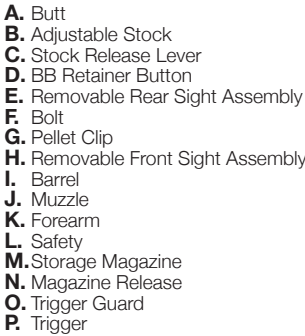 A. Butt
B. Adjustable Stock
C. Stock Release Lever
D. BB Retainer Button
E. Removable Rear Sight Assembly
F. Bolt
G. Pellet Clip
H. Removable Front Sight Assembly
I. Barrel
J. Muzzle
K. Forearm
L. Safety
M. Storage Magazine
N. Magazine Release
O. Trigger Guard
P. Trigger